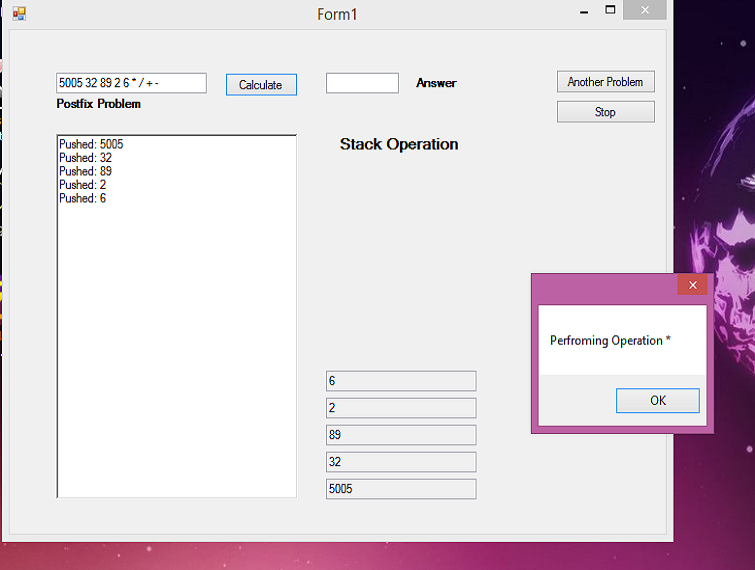 Form1
5005 32 89 2 6 * / + -
Calculate
Answer
Another Problem
Postfix Problem
Stop
Pushed: 5005
Pushed: 32
Pushed: 89
Pushed: 2
Pushed: 6
Stack Operation
Perfroming Operation *
OK
6
2
89
32
5005